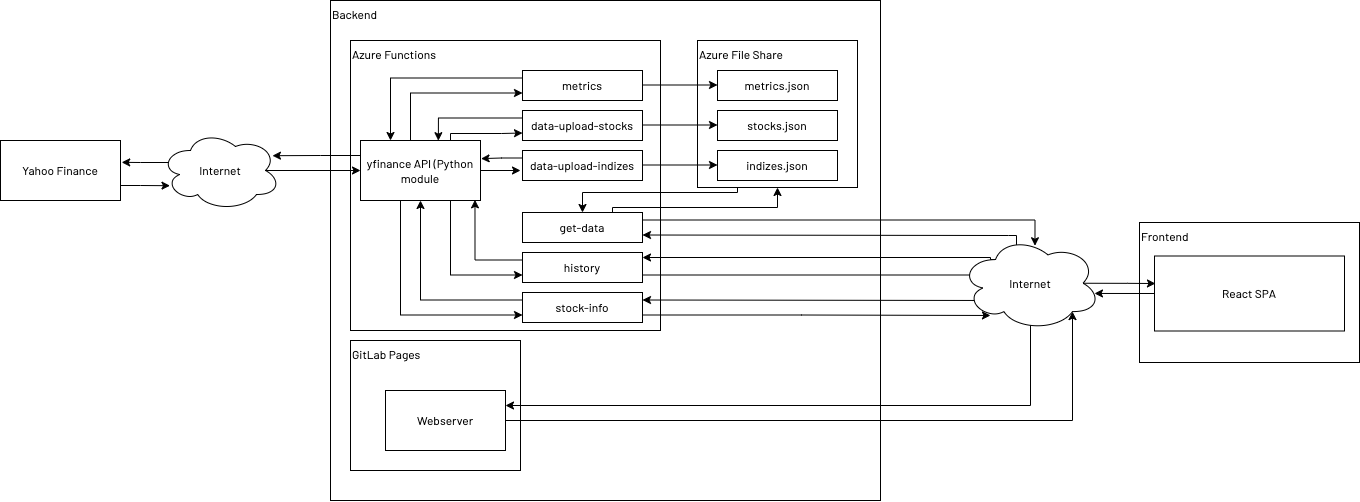 Backend
Azure Functions
Azure File Share
metrics
metrics.json
data-upload-stocks
stocks.json
Yahoo Finance
Internet
yfinance API (Python
module
data-upload-indizes
indizes.json
get-data
Frontend
history
Internet
React SPA
stock-info
GitLab Pages
Webserver